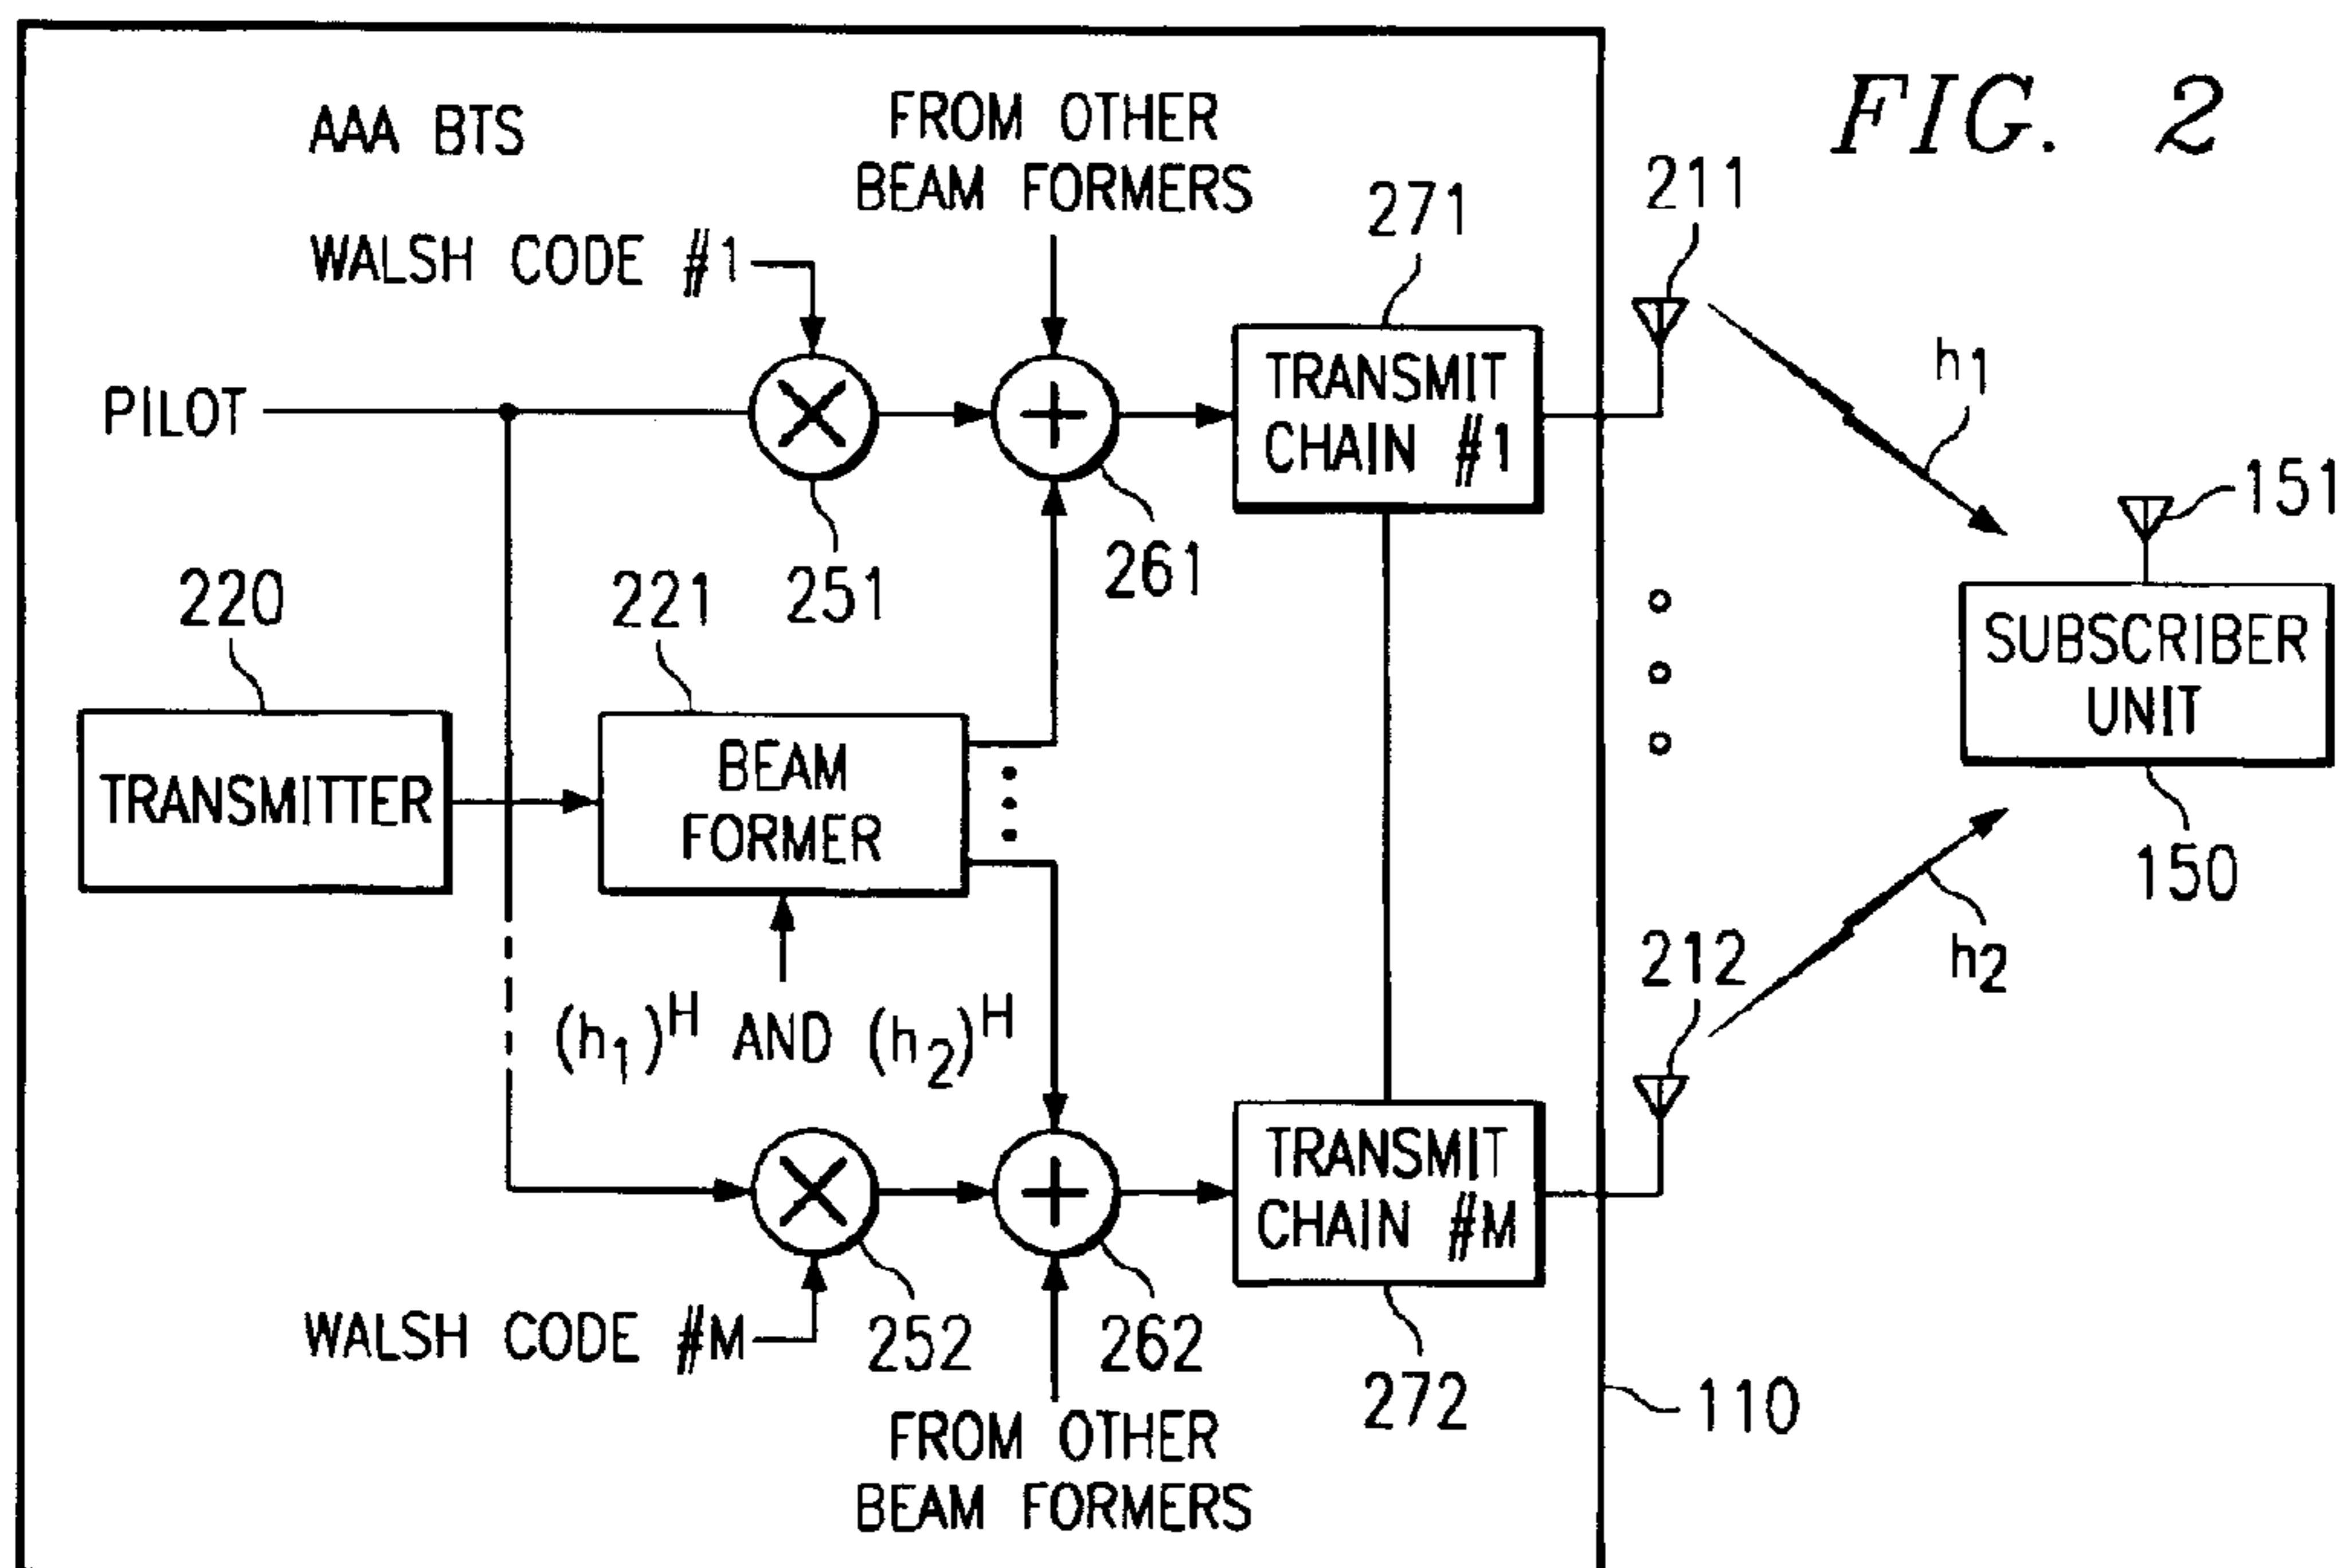 FIG. 2
AAA BTS
FROM OTHER
BEAM FORMERS
WALSH CODE #1
271
211
h1
PILOT
TRANSMIT
CHAIN #1
151
251
261
220
221
SUBSCRIBER
UNIT
TRANSMITTER
BEAM
FORMER
150
212
h2
(h1)H AND (h2)H
TRANSMIT
CHAIN #M
WALSH CODE #M
252
262
272
110
FROM OTHER
BEAM FORMERS